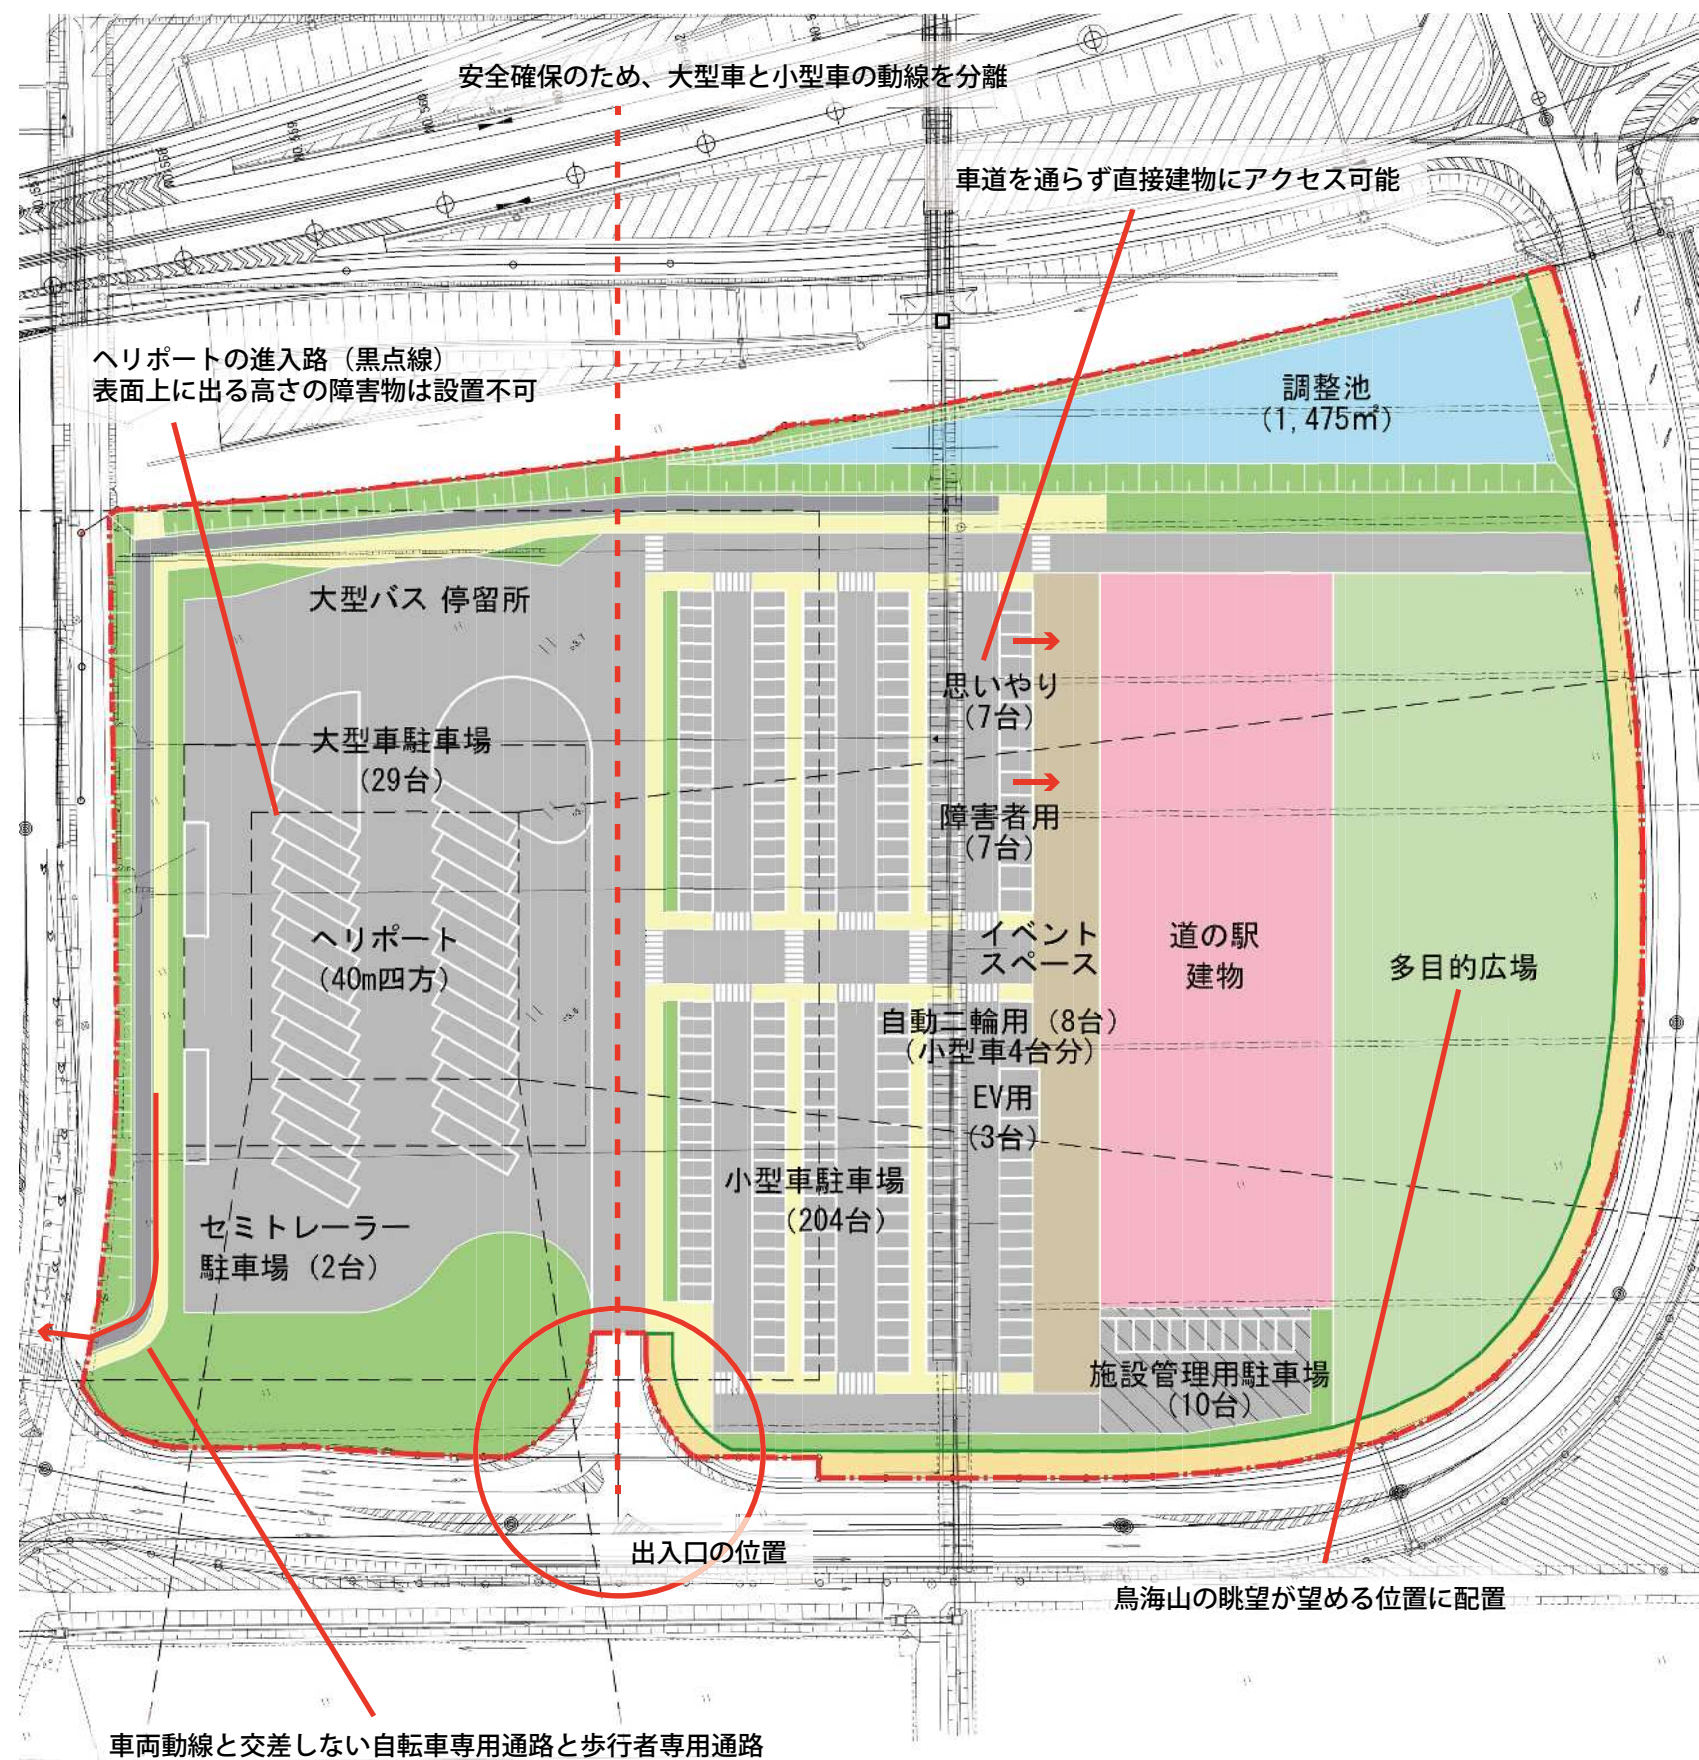 安全確保のため、大型車と小型車の動線を分離
車道を通らず直接建物にアクセス可能
ヘリポートの進入路（黒点線）
表面上に出る高さの障害物は設置不可
調整池
（1,475㎡）
大型バス 停留所
思いやり
（7台）
大型車駐車場
（29台）
障害者用
（7台）
ヘリポート
（40m四方）
イベント
スペース
道の駅
建物
多目的広場
自動二輪用（8台）
（小型車4台分）
EV用
（3台）
小型車駐車場
（204台）
セミトレーラー
駐車場（2台）
施設管理用駐車場
（10台）
出入口の位置
鳥海山の眺望が望める位置に配置
車両動線と交差しない自転車専用通路と歩行者専用通路